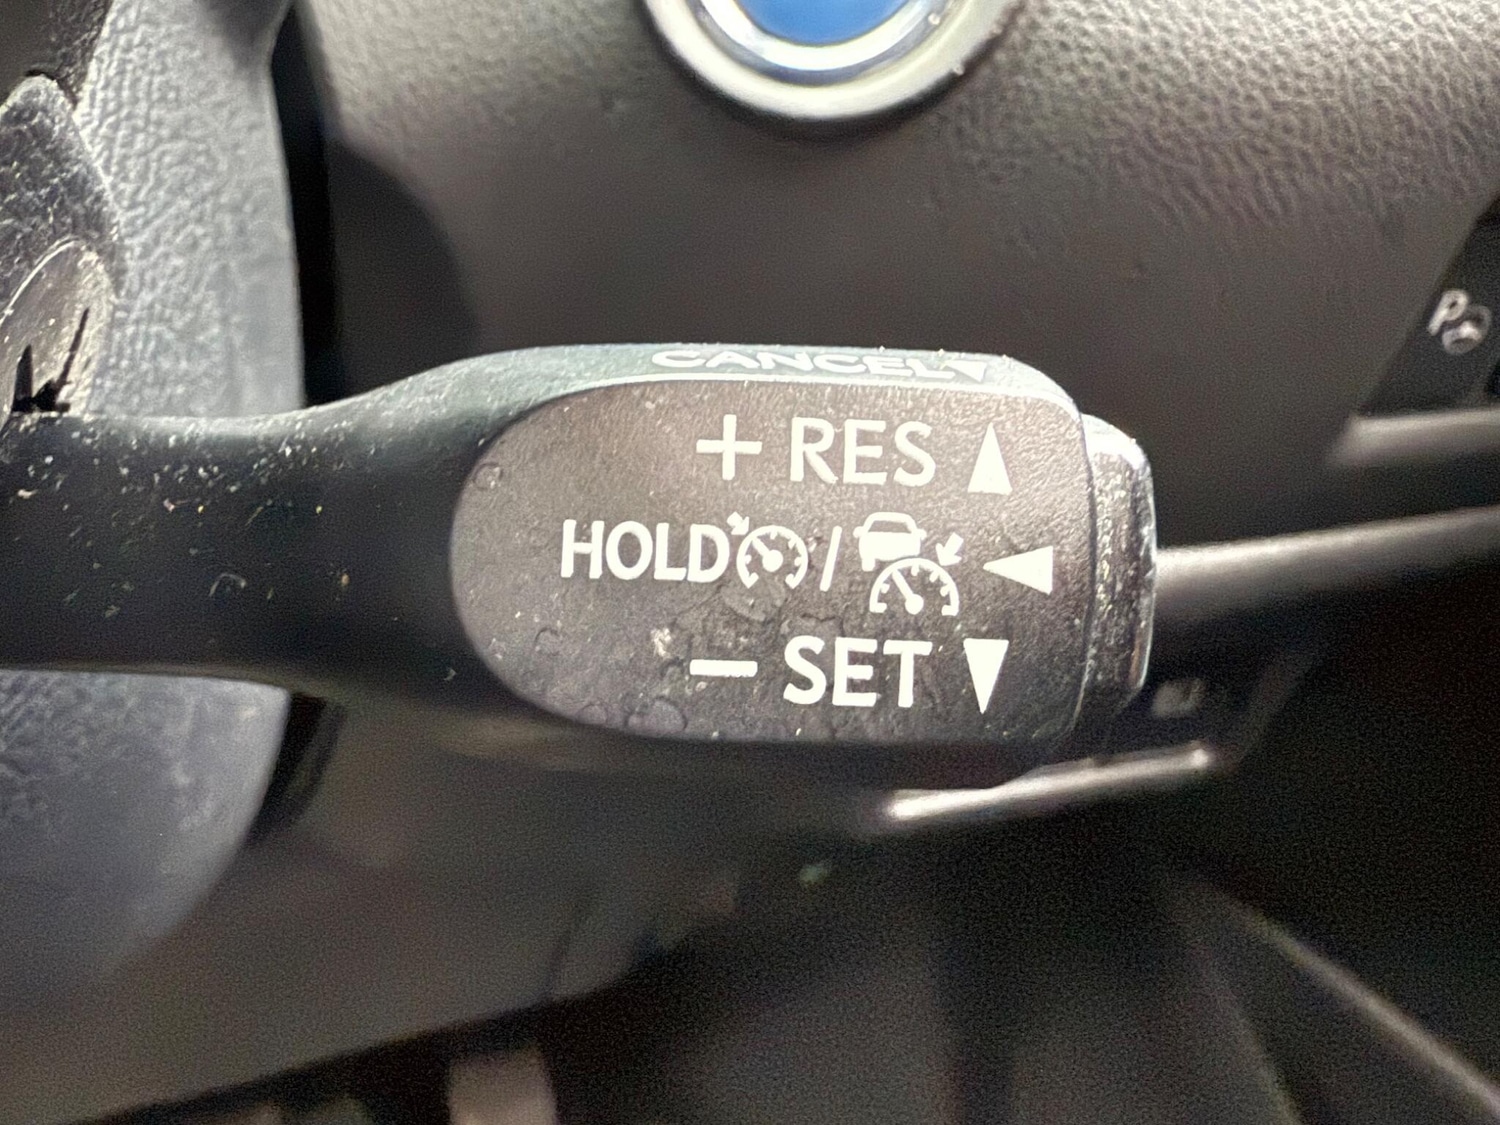 CANCEL
+ RES
HOLD /
− SET
P